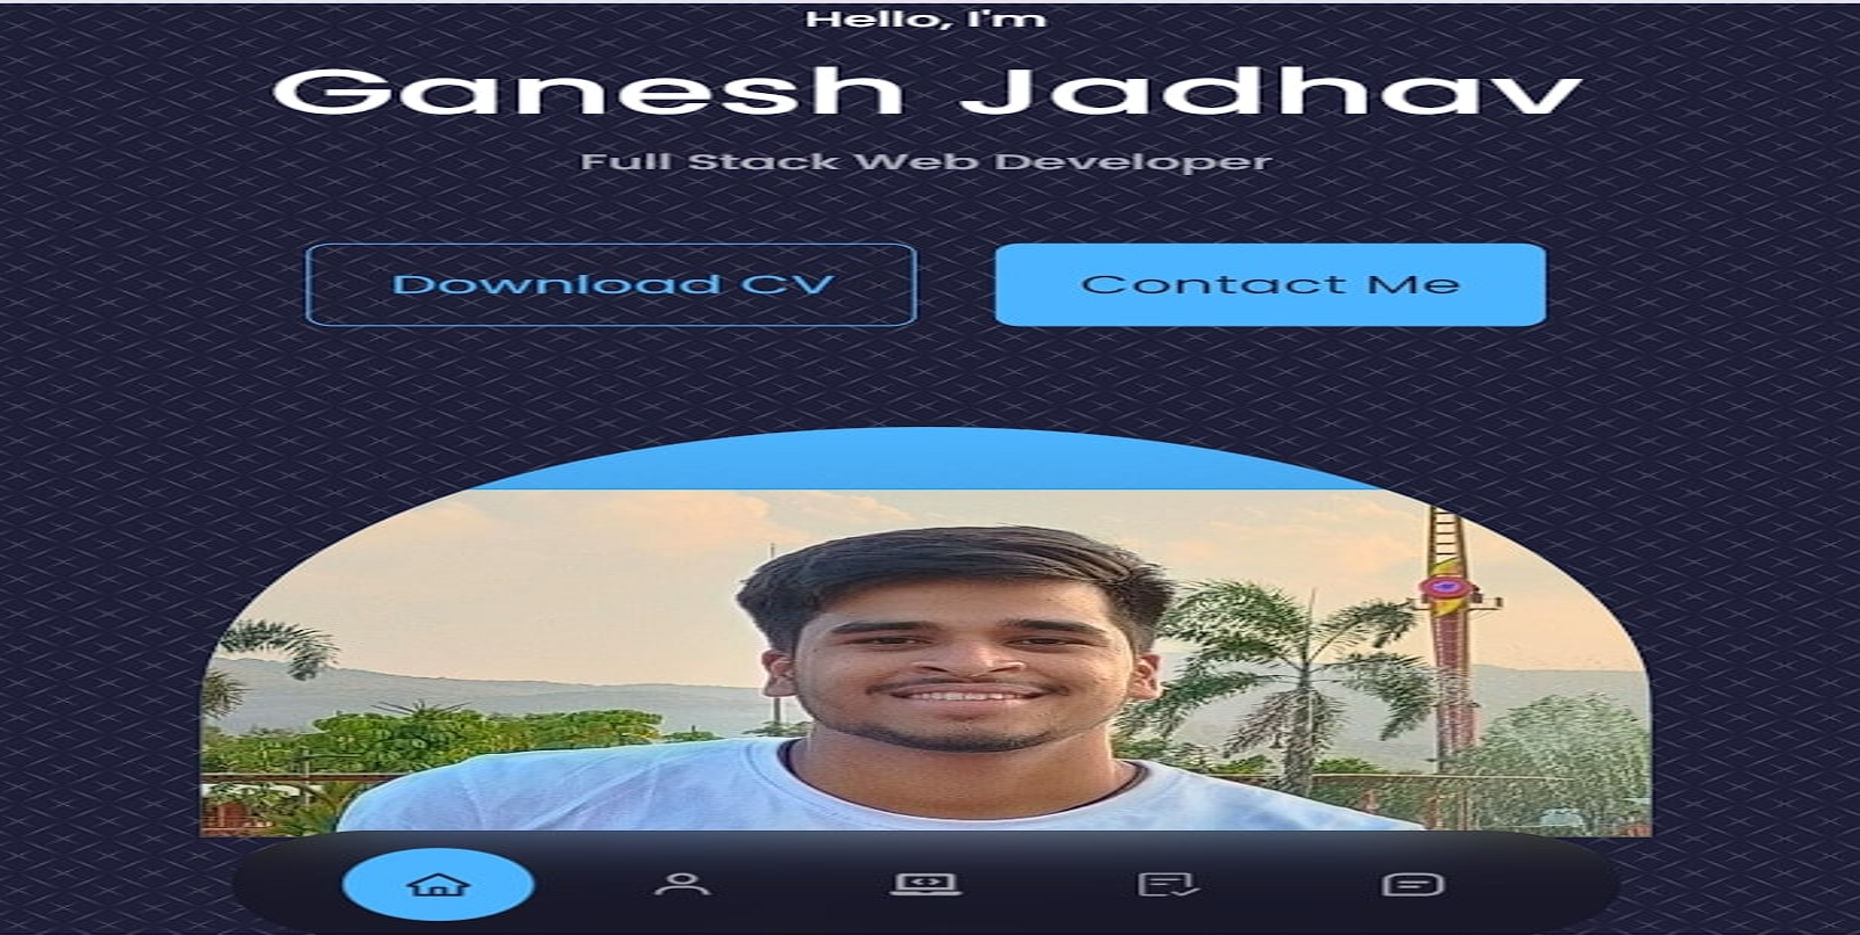 Hello, I'm
Ganesh Jadhav
Full Stack Web Developer
Download CV
Contact Me